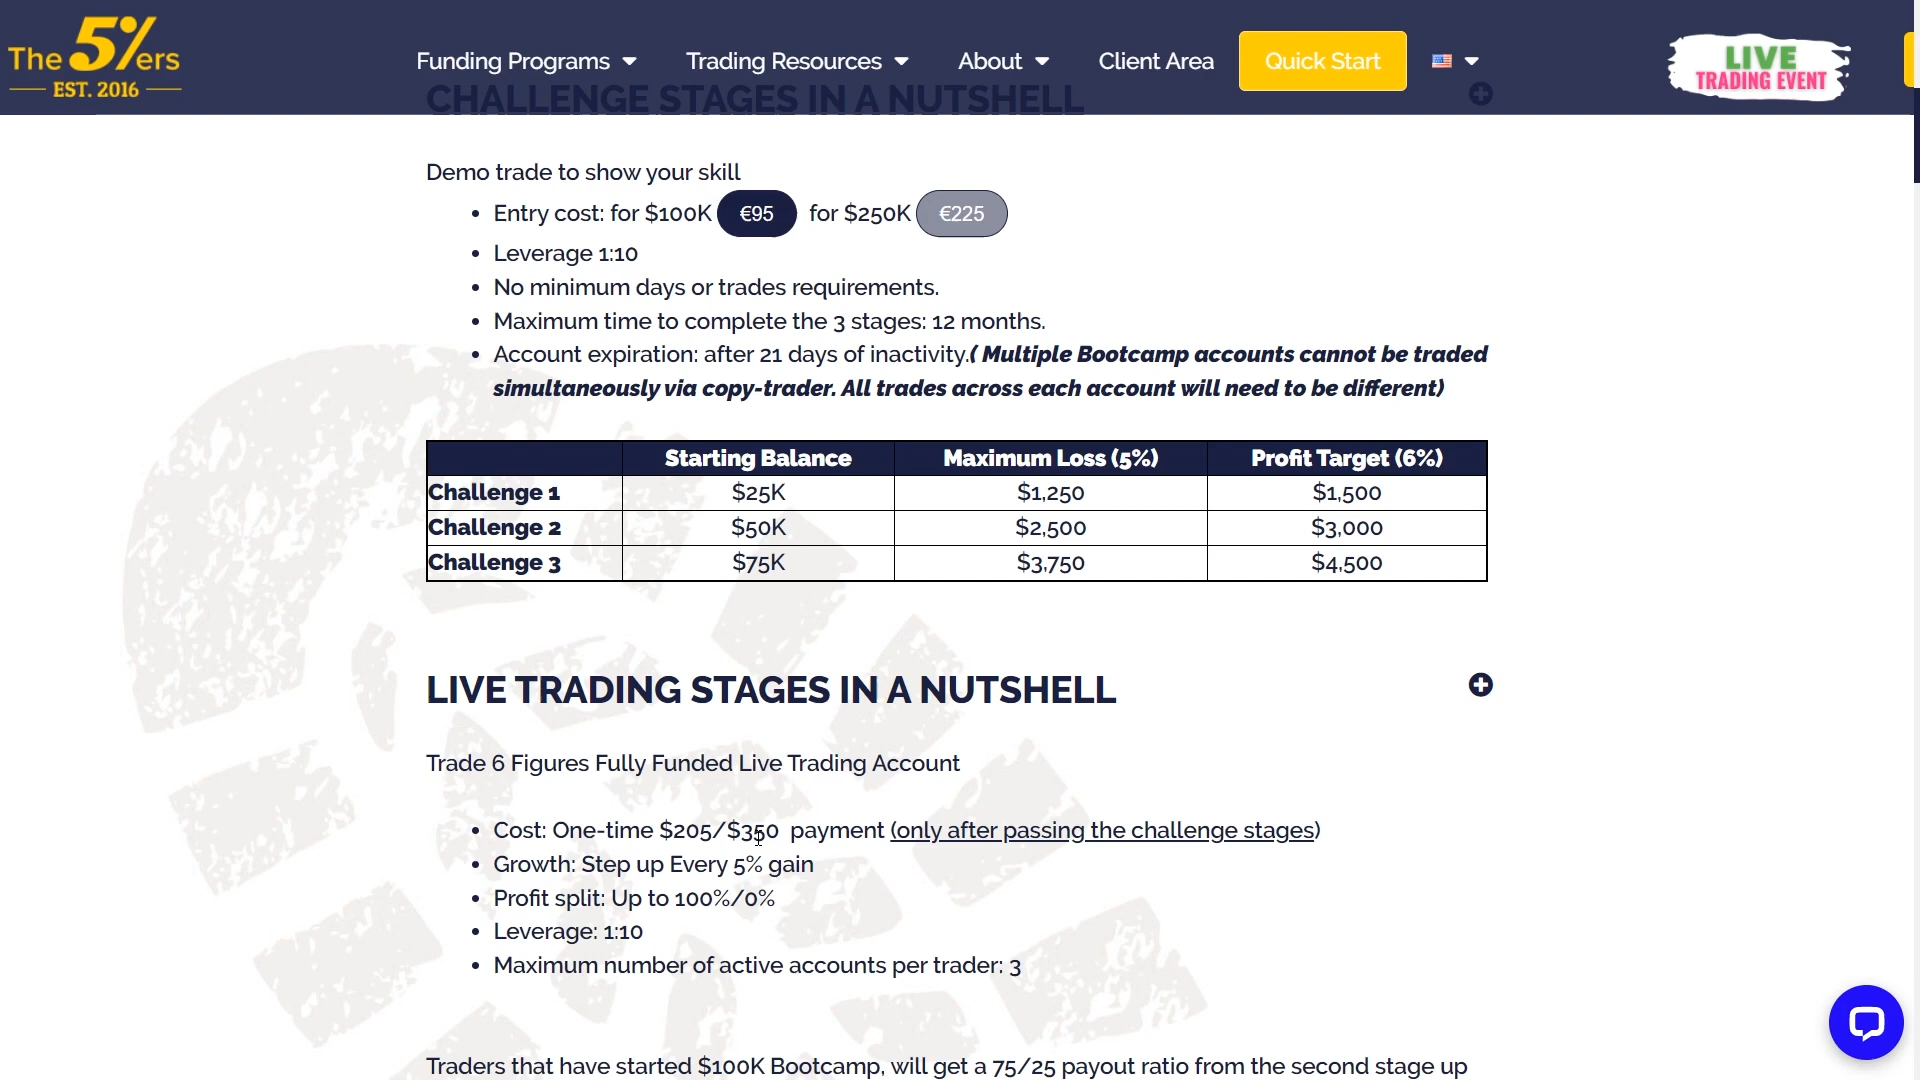 The 5%ers
EST. 2016
Funding Programs
Trading Resources
About
Client Area
Quick Start
LIVE
TRADING EVENT
CHALLENGE STAGES IN A NUTSHELL
Demo trade to show your skill
• Entry cost: for $100K €95 for $250K €225
• Leverage 1:10
• No minimum days or trades requirements.
• Maximum time to complete the 3 stages: 12 months.
• Account expiration: after 21 days of inactivity.( Multiple Bootcamp accounts cannot be traded
simultaneously via copy-trader. All trades across each account will need to be different)
Starting Balance Maximum Loss (5%) Profit Target (6%)
Challenge 1 $25K $1,250 $1,500
Challenge 2 $50K $2,500 $3,000
Challenge 3 $75K $3,750 $4,500
LIVE TRADING STAGES IN A NUTSHELL
Trade 6 Figures Fully Funded Live Trading Account
• Cost: One-time $205/$350 payment (only after passing the challenge stages)
• Growth: Step up Every 5% gain
• Profit split: Up to 100%/0%
• Leverage: 1:10
• Maximum number of active accounts per trader: 3
Traders that have started $100K Bootcamp, will get a 75/25 payout ratio from the second stage up